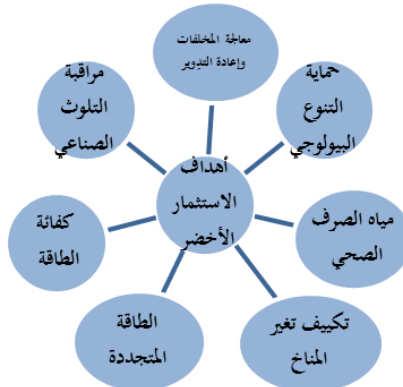 معالجة المخلفات
وإعادة التدوير
حماية
التنوع
البيولوجي
مياه الصرف
الصحي
تكييف تغير
المناخ
الطاقة
المتجددة
كفائة
الطاقة
مراقبة
التلوث
الصناعي
أهداف
الاستثمار
الأخضر